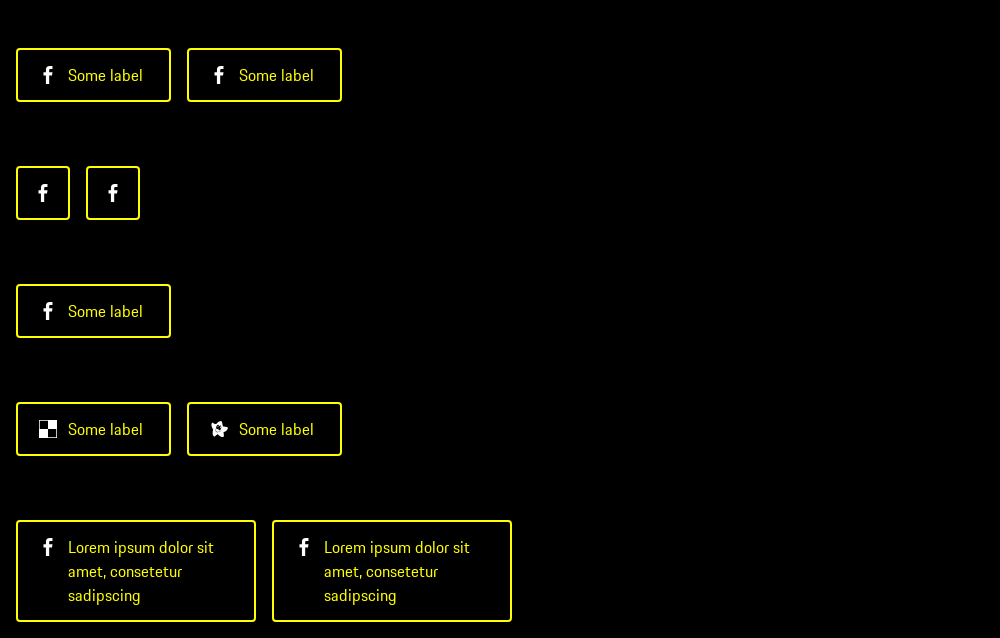 Some label Some label
Some label
Some label Some label
Lorem ipsum dolor sit
amet, consetetur
sadipscing
Lorem ipsum dolor sit
amet, consetetur
sadipscing